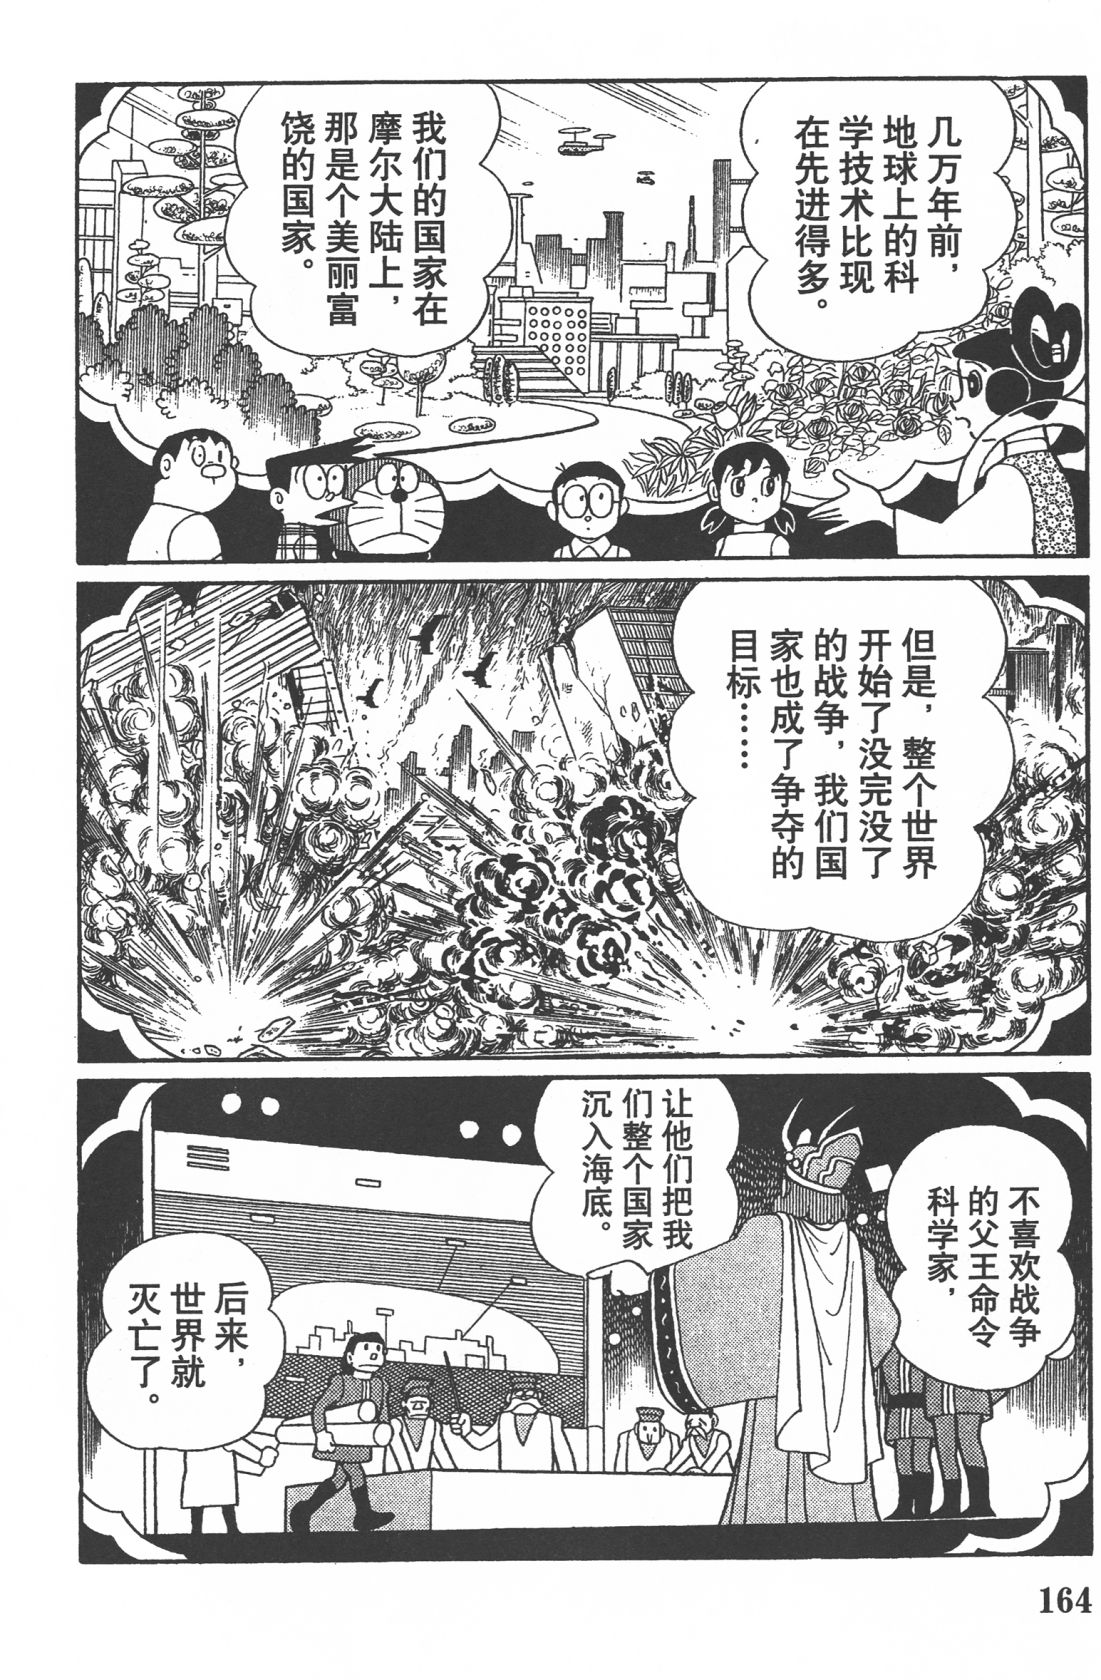 几万年前，
地球上的科
学技术比现
在先进得多。
我们的国家在
摩尔大陆上，
那是个美丽富
饶的国家。
但是，整个世界
开始了没完没了
的战争，我们国
家也成了争夺的
目标……
不喜欢战争
的父王命令
科学家，
让他们把我
们整个国家
沉入海底。
后来，
世界就
灭亡了。
164